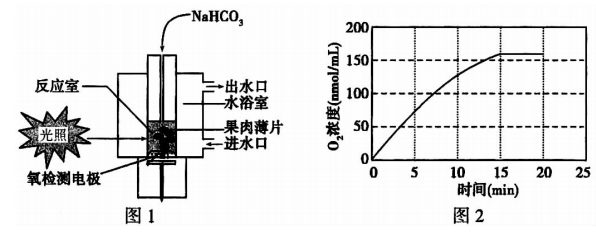 NaHCO₃
反应室
出水口
水浴室
光照
果肉薄片
进水口
氧检测电极
图1
O₂浓度(nmol/mL)
200
150
100
50
0
0 5 10 15 20 25
时间(min)
图2